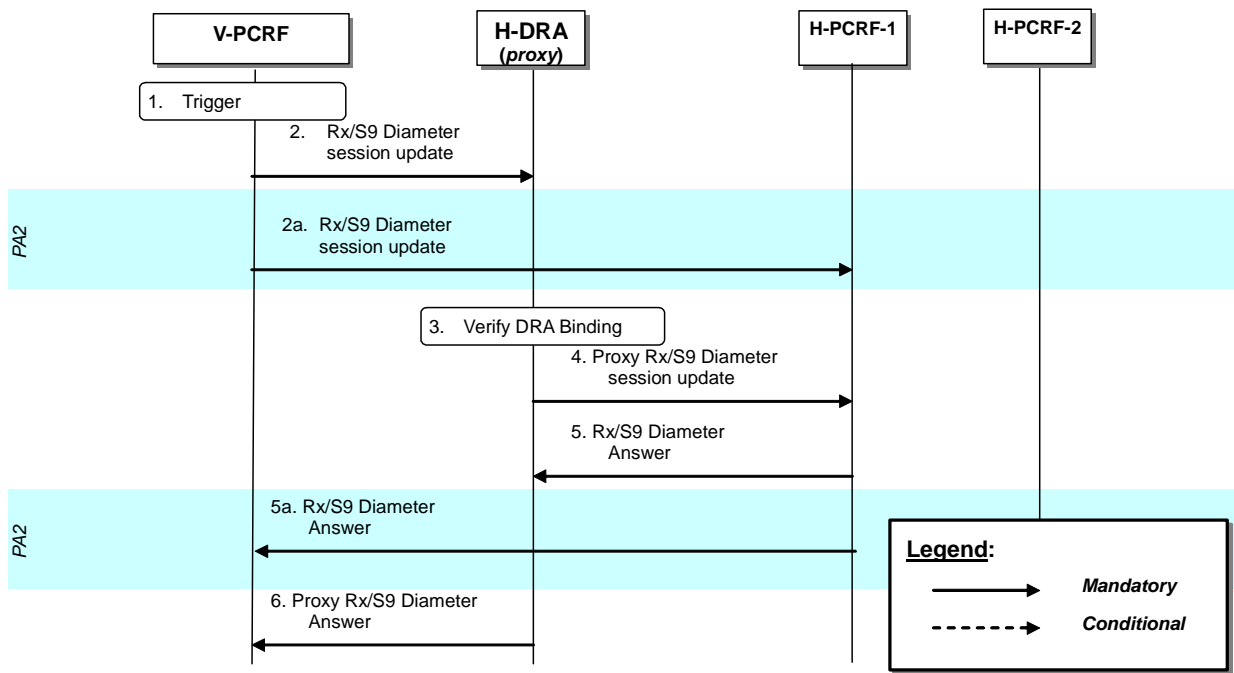 V-PCRF
H-DRA
(proxy)
H-PCRF-1
H-PCRF-2
1. Trigger
2. Rx/S9 Diameter
session update
PA2
2a. Rx/S9 Diameter
session update
3. Verify DRA Binding
4. Proxy Rx/S9 Diameter
session update
5. Rx/S9 Diameter
Answer
PA2
5a. Rx/S9 Diameter
Answer
6. Proxy Rx/S9 Diameter
Answer
Legend:
Mandatory
Conditional